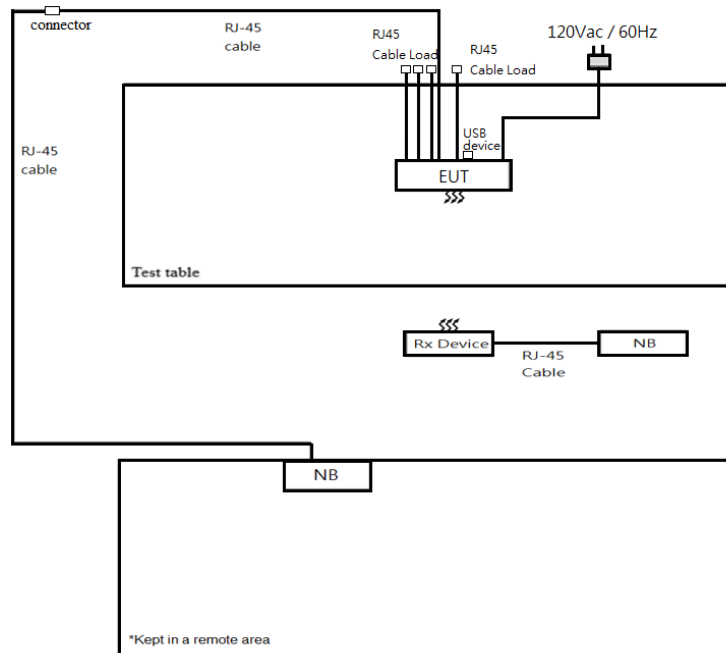 connector
RJ-45
cable
RJ45
Cable Load
RJ45
Cable Load
120Vac / 60Hz
RJ-45
cable
USB
device
EUT
Test table
Rx Device
RJ-45
Cable
NB
NB
*Kept in a remote area